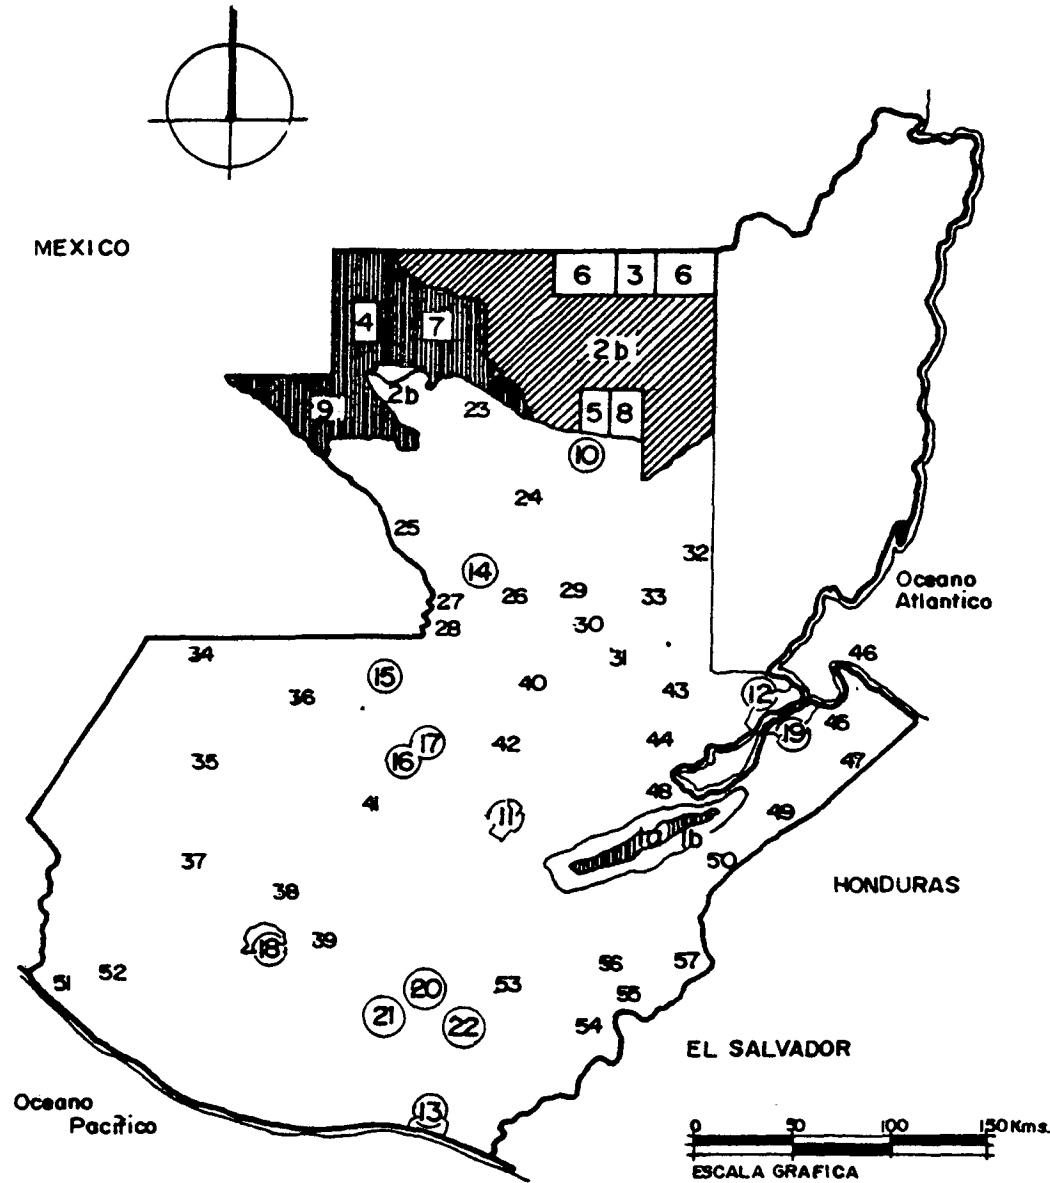 MEXICO
6 3 6
4 7
2b
2b
9 23 5 8
10
24
25
32
14
Oceano
Atlantico
27 26 29 33
28 30
34 31 46
15 40 43 12
36
17 42 44 19 45
35 16 47
48
41 11 49
1a 1b
37 50
HONDURAS
38
39
18 56 57
52
51 53 55
20
21 22 54
EL SALVADOR
Oceano
Pacifico
13
0 50 100 150 Kms.
ESCALA GRAFICA